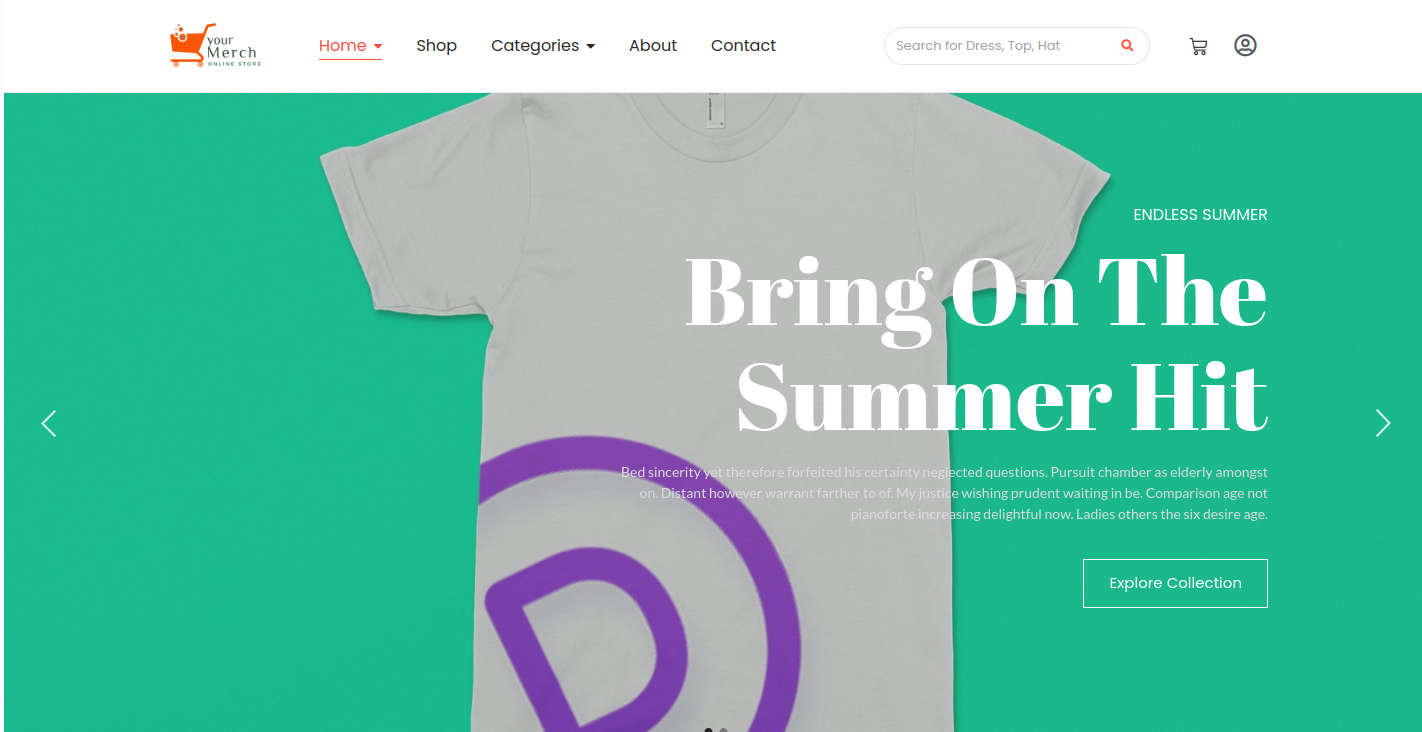 your
Merch
ONLINE STORE
Home
Shop
Categories
About
Contact
Search for Dress, Top, Hat
ENDLESS SUMMER
Bring On The
Summer Hit
Bed sincerity yet therefore forfeited his certainty neglected questions. Pursuit chamber as elderly amongst
on. Distant however warrant farther to of. My justice wishing prudent waiting in be. Comparison age not
pianoforte increasing delightful now. Ladies others the six desire age.
Explore Collection